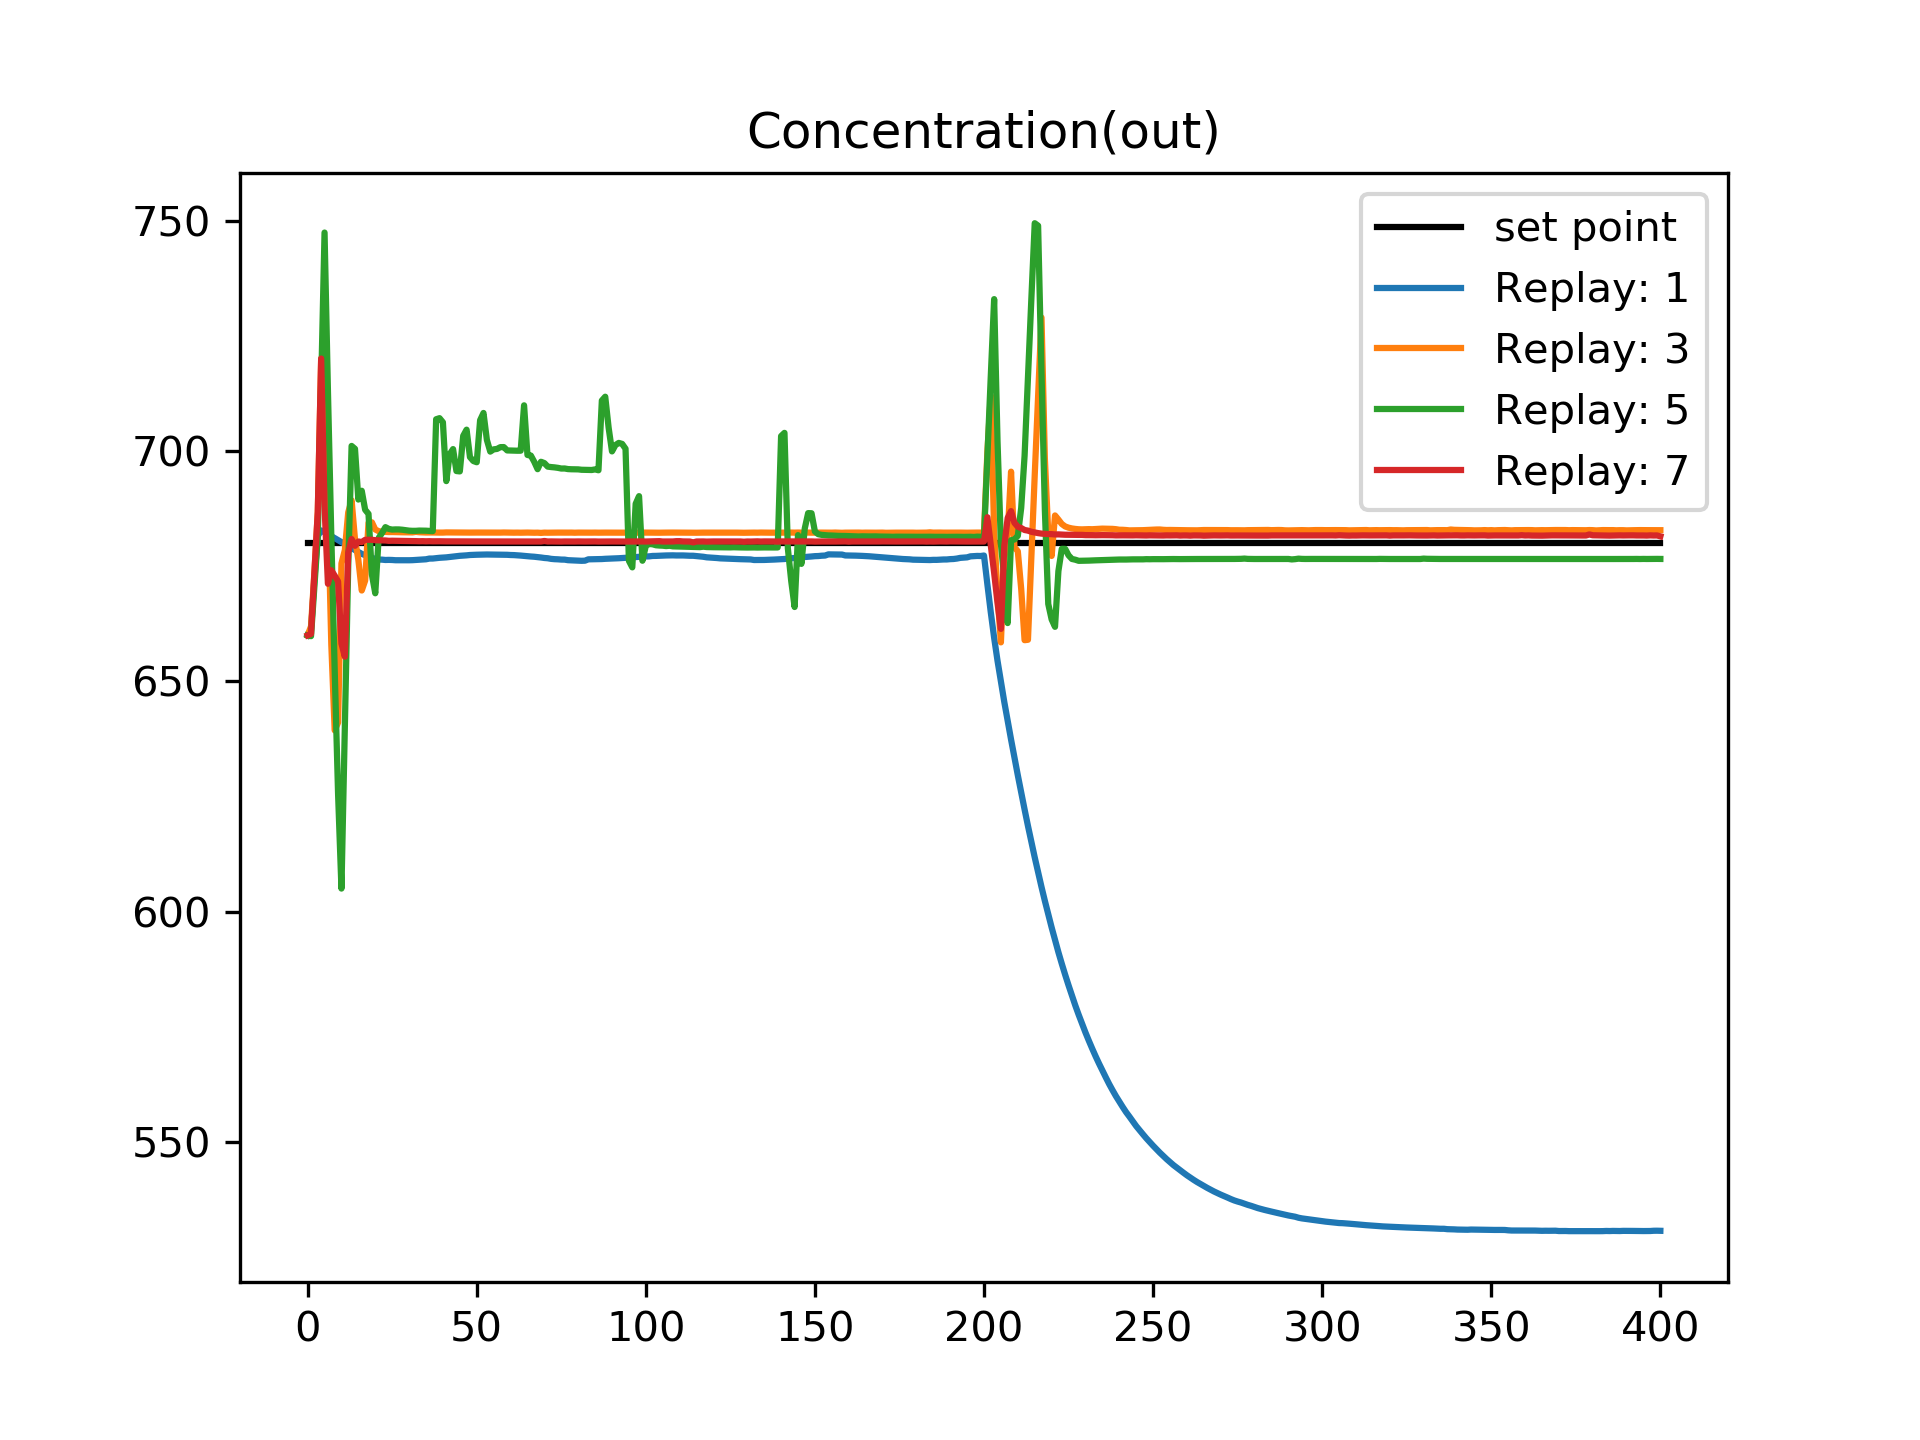 Concentration(out)
750
700
650
600
550
0 50 100 150 200 250 300 350 400
set point
Replay: 1
Replay: 3
Replay: 5
Replay: 7